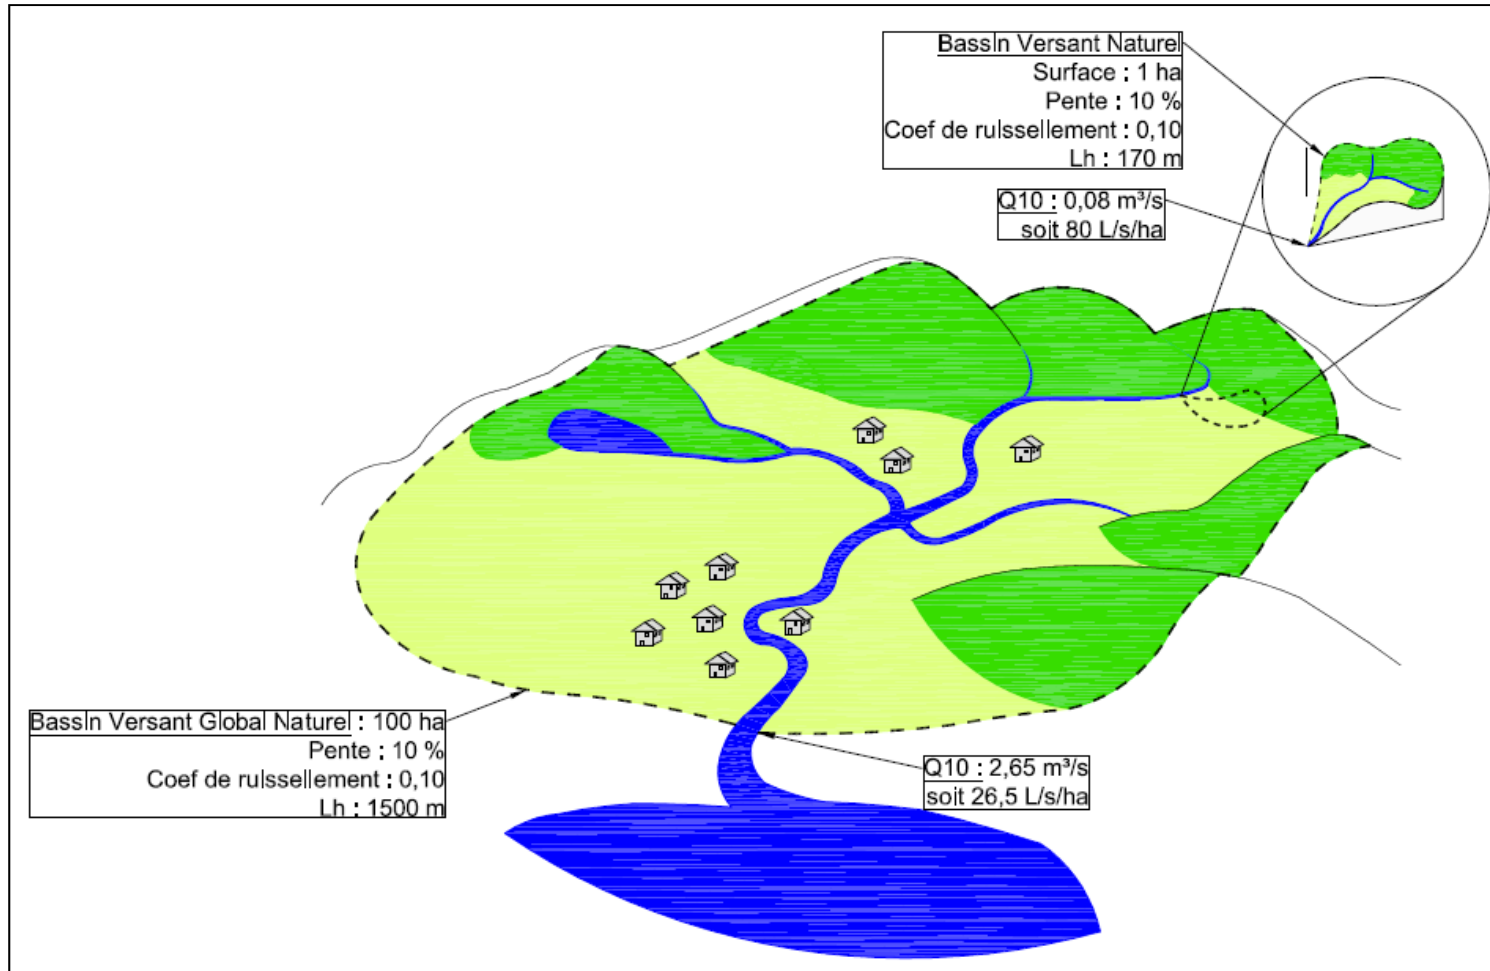 Bassin Versant Naturel
Surface : 1 ha
Pente : 10 %
Coef de ruissellement : 0,10
Lh : 170 m
Q10 : 0,08 m³/s
soit 80 L/s/ha
Bassin Versant Global Naturel : 100 ha
Pente : 10 %
Coef de ruissellement : 0,10
Lh : 1500 m
Q10 : 2,65 m³/s
soit 26,5 L/s/ha